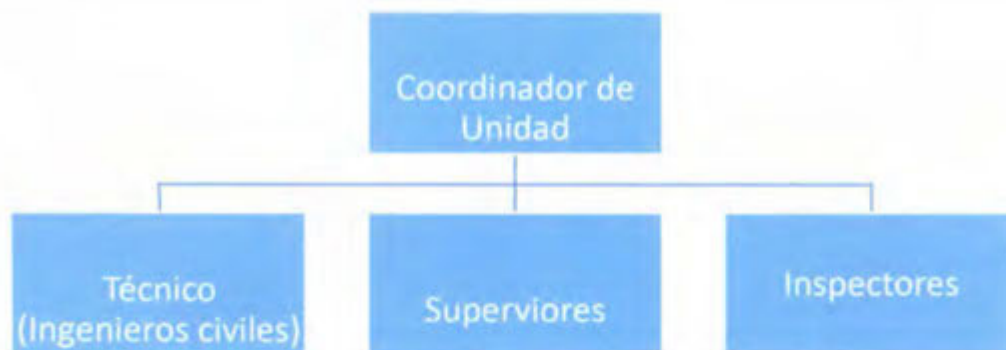 Coordinador de
Unidad
Técnico
(Ingenieros civiles)
Superviores
Inspectores